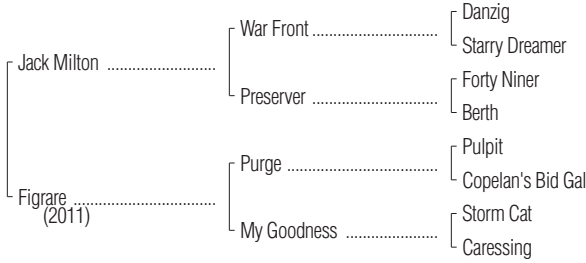 Danzig
War Front
Starry Dreamer
Jack Milton
Forty Niner
Preserver
Berth
Pulpit
Purge
Copelan's Bid Gal
Figrare
(2011)
Storm Cat
My Goodness
Caressing